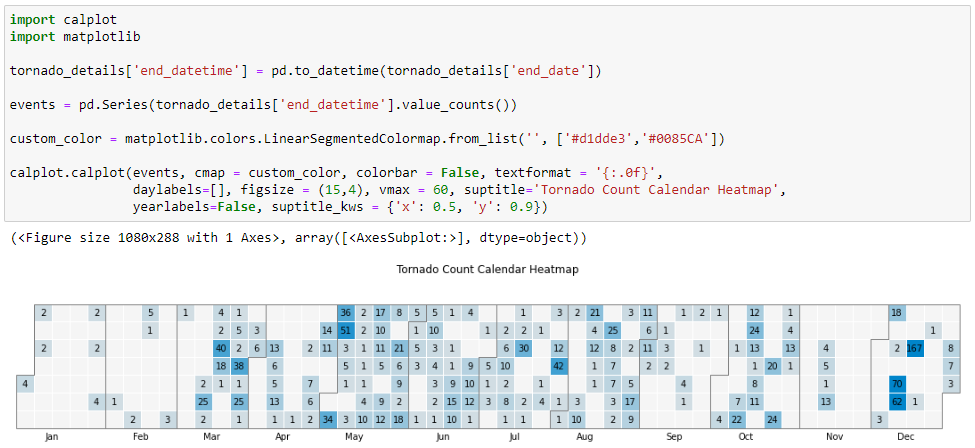 import calplot
import matplotlib
tornado_details['end_datetime'] = pd.to_datetime(tornado_details['end_date'])
events = pd.Series(tornado_details['end_datetime'].value_counts())
custom_color = matplotlib.colors.LinearSegmentedColormap.from_list('', ['#d1dde3','#0085CA'])
calplot.calplot(events, cmap = custom_color, colorbar = False, textformat = '{:.0f}',
daylabels=[], figsize = (15,4), vmax = 60, suptitle='Tornado Count Calendar Heatmap',
yearlabels=False, suptitle_kws = {'x': 0.5, 'y': 0.9})
(<Figure size 1080x288 with 1 Axes>, array([<AxesSubplot:>], dtype=object))
Tornado Count Calendar Heatmap
2 2 5 1 4 1 36 2 17 8 5 5 1 4 1 3 2 21 3 11 1 2 1 12 1 18
1 2 5 3 14 51 2 10 1 10 1 2 2 1 4 25 6 1 24 4 1
2 2 40 2 6 13 2 11 3 1 11 21 5 3 1 6 30 12 12 8 2 11 3 1 1 13 13 4 2 167 8
18 38 6 5 1 5 6 3 4 1 9 5 10 42 1 7 2 2 1 20 1 5 7
4 2 1 1 5 7 1 1 9 3 9 10 1 2 1 1 7 5 4 8 1 70 3
4 1 25 25 13 6 4 9 2 2 15 12 3 8 2 4 1 3 3 17 1 7 11 13 62 1
2 3 2 1 1 1 2 34 3 10 12 18 2 1 10 1 2 1 1 10 9 2 4 22 24 3
Jan Feb Mar Apr May Jun Jul Aug Sep Oct Nov Dec